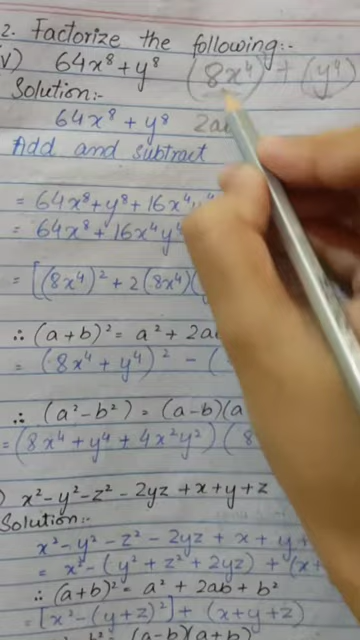 2. Factorize the following:-
(V) 64x⁸ + y⁸ (8x⁴) + (y⁴)
Solution:-
64x⁸ + y⁸ 2a
Add and subtract
= 64x⁸ + y⁸ + 16x⁴
= 64x⁸ + 16x⁴y⁴
= [(8x⁴)² + 2(8x⁴)(
∴ (a+b)² = a² + 2a
= (8x⁴ + y⁴)² - (
∴ (a² - b²) = (a-b)(a
= (8x⁴ + y⁴ + 4x²y²) (8
) x² - y² - z² - 2yz + x + y + z
Solution:-
x² - y² - z² - 2yz + x + y +
= x² - (y² + z² + 2yz) + (x+
∴ (a+b)² = a² + 2ab + b²
= [x² - (y+z)²] + (x+y+z)
(a-b)(a+b)